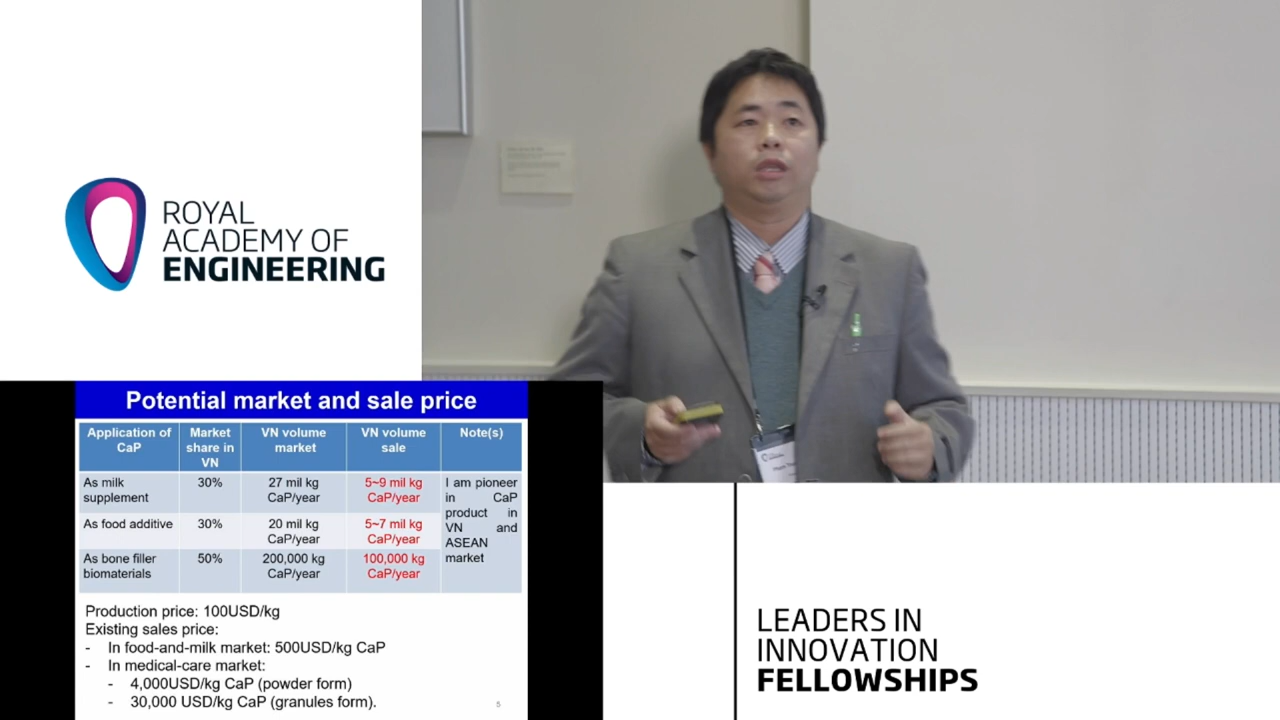 ROYAL
ACADEMY OF
ENGINEERING
Potential market and sale price
Application of CaP | Market share in VN | VN volume market | VN volume sale | Note(s)
As milk supplement | 30% | 27 mil kg CaP/year | 5~9 mil kg CaP/year | I am pioneer in CaP product in VN and ASEAN market
As food additive | 30% | 20 mil kg CaP/year | 5~7 mil kg CaP/year
As bone filler biomaterials | 50% | 200,000 kg CaP/year | 100,000 kg CaP/year
Production price: 100USD/kg
Existing sales price:
- In food-and-milk market: 500USD/kg CaP
- In medical-care market:
- 4,000USD/kg CaP (powder form)
- 30,000 USD/kg CaP (granules form).
5
LEADERS IN
INNOVATION
FELLOWSHIPS